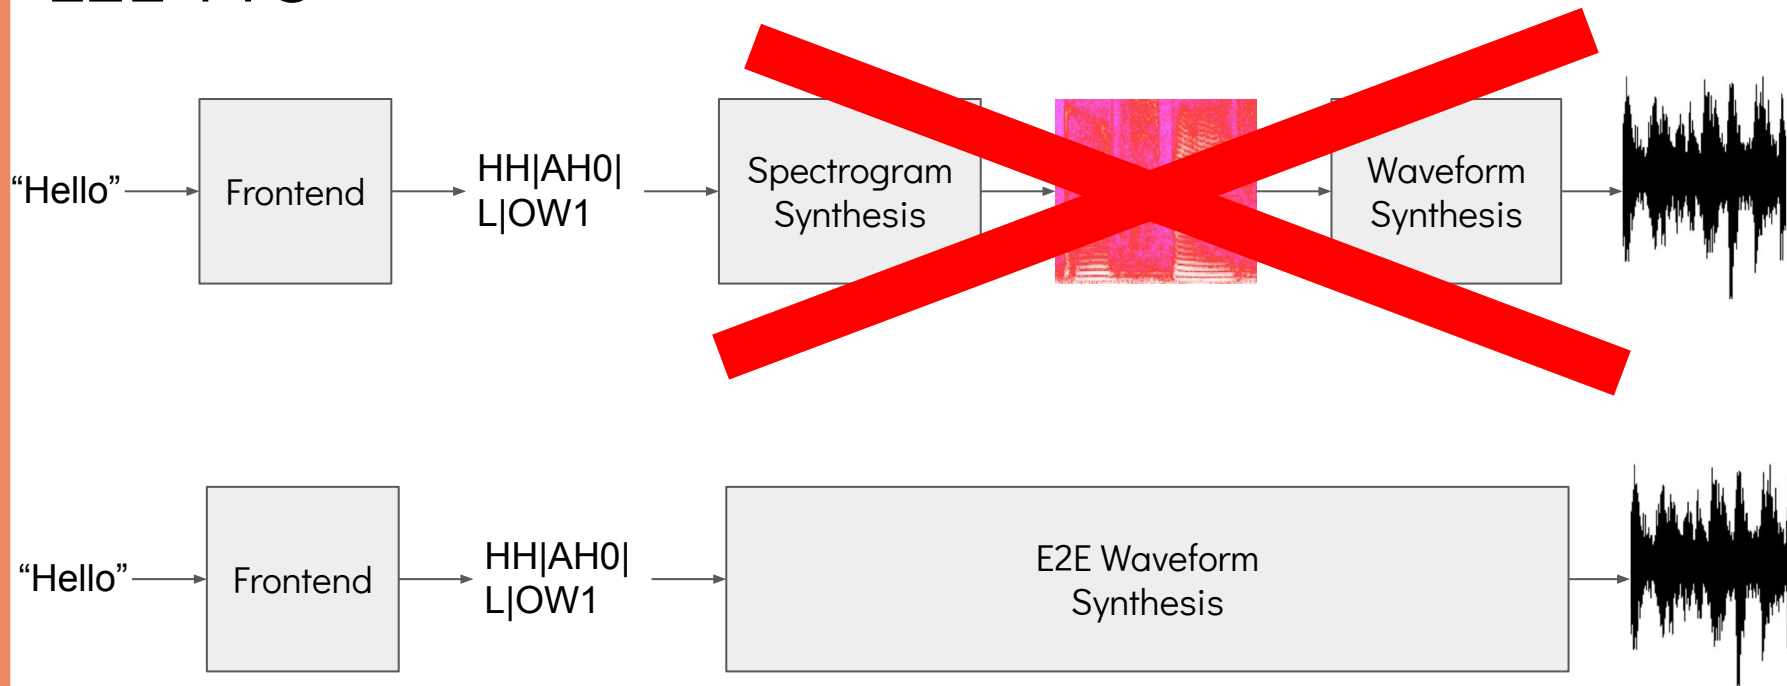 “Hello”
Frontend
HH|AH0|
L|OW1
Spectrogram
Synthesis
Waveform
Synthesis
“Hello”
Frontend
HH|AH0|
L|OW1
E2E Waveform
Synthesis